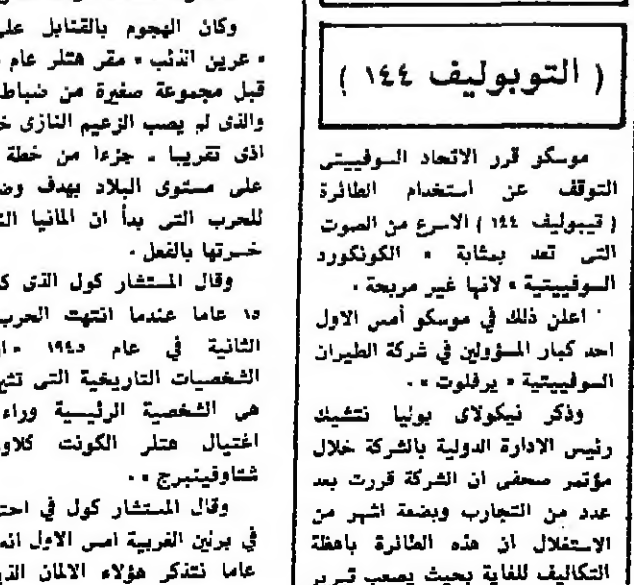 ( التوبوليف ١٤٤ )
موسكو قرر الاتحاد السوفييتى
التوقف عن استخدام الطائرة
( تيبوليف ١٤٤ ) الاسرع من الصوت
التى تعد بمثابة « الكونكورد
السوفييتية » لانها غير مربحة .
اعلن ذلك في موسكو أمس الاول
احد كبار المسؤولين في شركة الطيران
السوفييتية « يرفلوت » .
وذكر نيكولاى بوليا نتشيك
رئيس الادارة الدولية بالشركة خلال
مؤتمر صحفى ان الشركة قررت بعد
عدد من التجارب وبضعة اشهر من
الاستغلال ان هذه الطائرة باهظة
التكاليف للغاية بحيث يصعب تبرير
وكان الهجوم بالقنابل على
« عرين الذئب » مقر هتلر عام
قبل مجموعة صغيرة من ضباط
والذى لم يصب الزعيم النازى
اذى تقريبا ـ جزءا من خطة
على مستوى البلاد بهدف
للحرب التى بدأ ان المانيا
خسرتها بالفعل .
وقال المستشار كول الذى
١٥ عاما عندما انتهت الحرب
الثانية في عام ١٩٤٥
الشخصيات التاريخية التى
هى الشخصية الرئيسية وراء
اغتيال هتلر الكونت
شتاوفينبرج » .
وقال المستشار كول في
في برلين الغربية امس الاول
عاما نتذكر هؤلاء الالمان